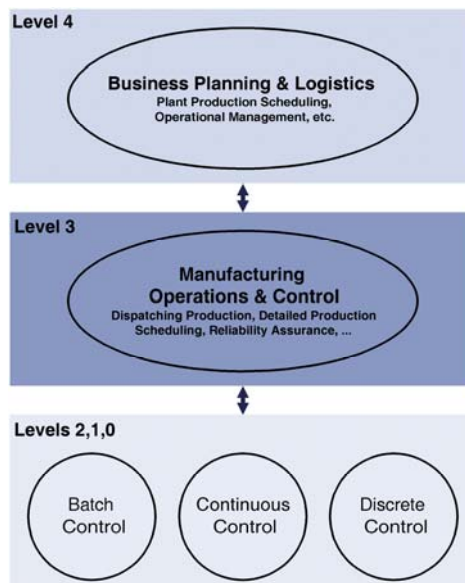 Level 4
Business Planning & Logistics
Plant Production Scheduling,
Operational Management, etc.
Level 3
Manufacturing
Operations & Control
Dispatching Production, Detailed Production
Scheduling, Reliability Assurance, ...
Levels 2,1,0
Batch
Control
Continuous
Control
Discrete
Control